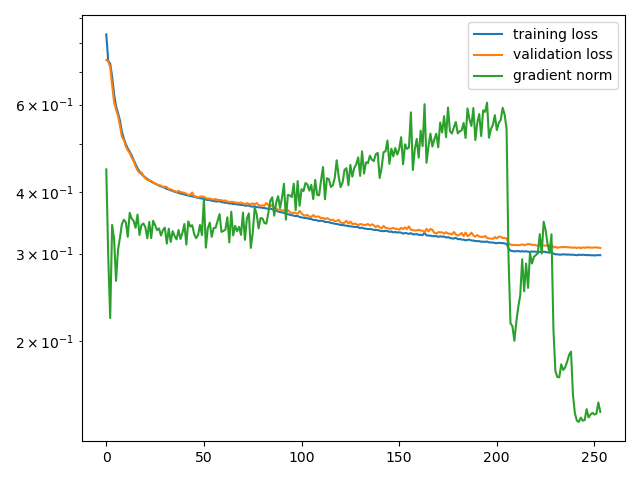 training loss
validation loss
gradient norm
6 × 10⁻¹
4 × 10⁻¹
3 × 10⁻¹
2 × 10⁻¹
0 50 100 150 200 250